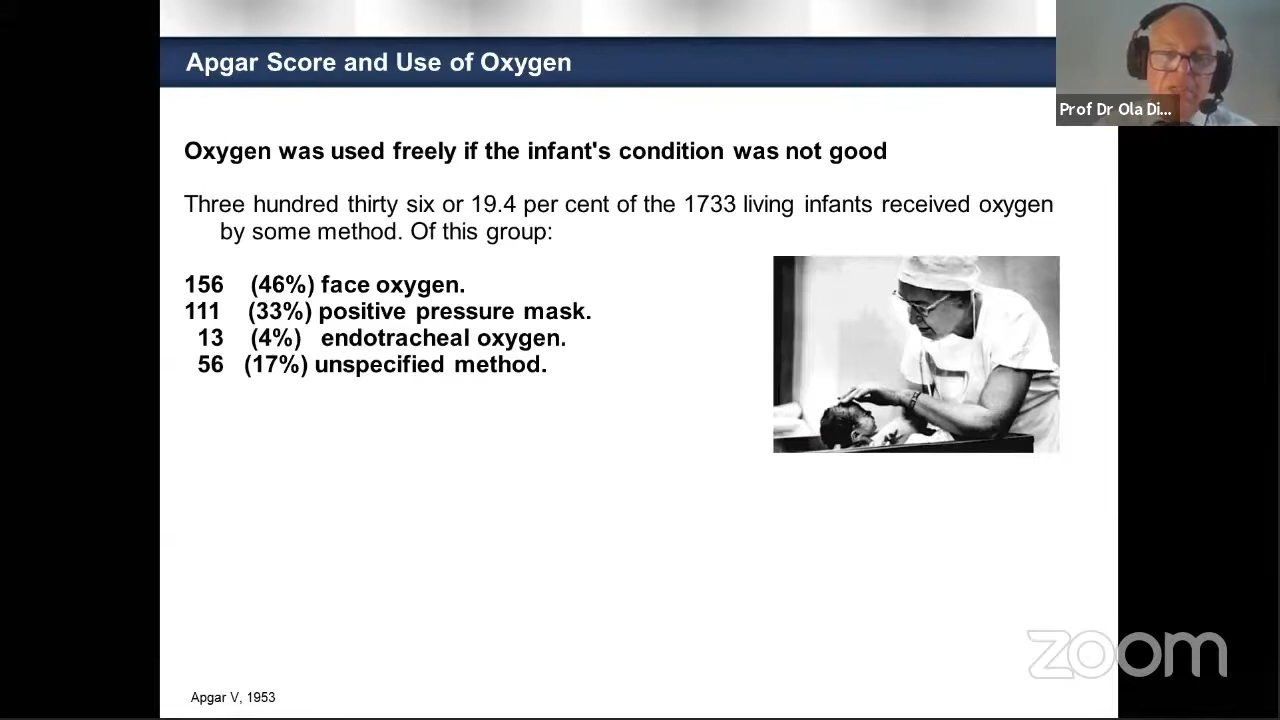 Apgar Score and Use of Oxygen
Prof Dr Ola Di...
Oxygen was used freely if the infant's condition was not good
Three hundred thirty six or 19.4 per cent of the 1733 living infants received oxygen
by some method. Of this group:
156 (46%) face oxygen.
111 (33%) positive pressure mask.
13 (4%) endotracheal oxygen.
56 (17%) unspecified method.
zoom
Apgar V, 1953